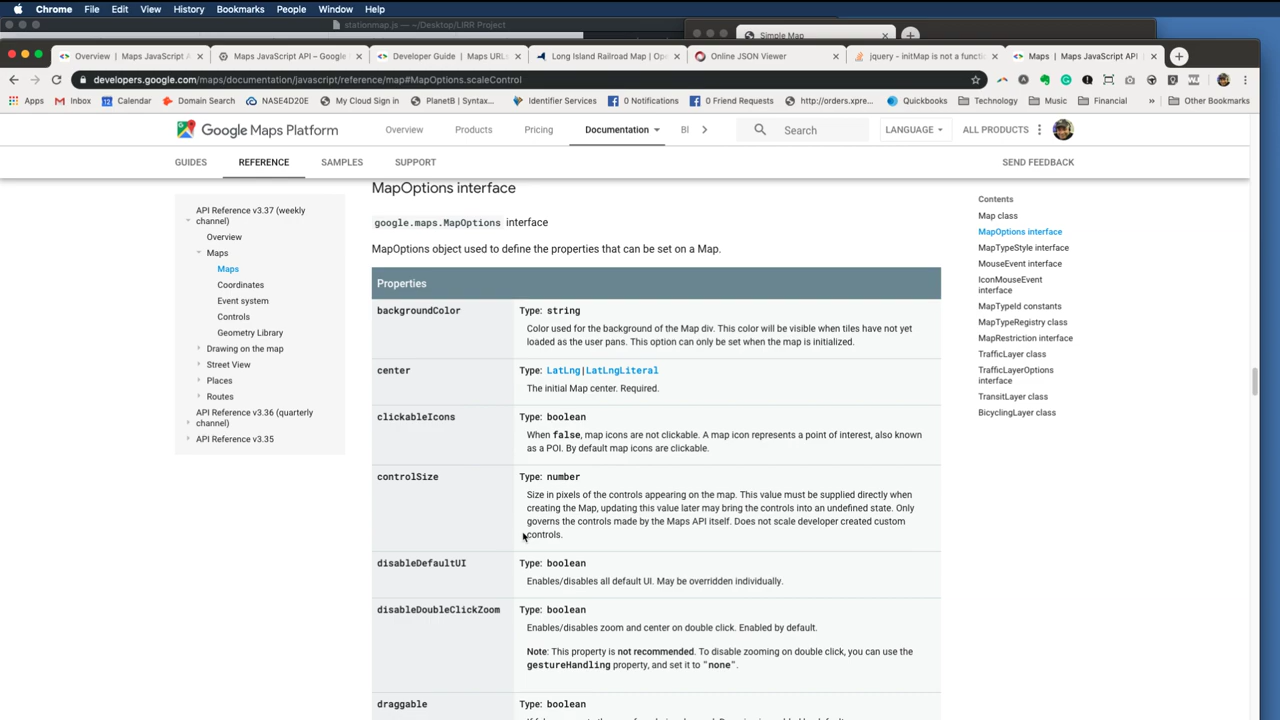 Chrome File Edit View History Bookmarks People Window Help
stationmap.js — ~/Desktop/LIRR Project
Simple Map
Overview | Maps JavaScript A
Maps JavaScript API – Google
Developer Guide | Maps URLs
Long Island Railroad Map | Ope
Online JSON Viewer
jquery - initMap is not a functi
Maps | Maps JavaScript API
developers.google.com/maps/documentation/javascript/reference/map#MapOptions.scaleControl
Apps Inbox Calendar Domain Search NASE4D20E My Cloud Sign in PlanetB | Syntax... Identifier Services 0 Notifications 0 Friend Requests http://orders.xpre... Quickbooks Technology Music Financial » Other Bookmarks
Google Maps Platform Overview Products Pricing Documentation Bl Search LANGUAGE ALL PRODUCTS
GUIDES REFERENCE SAMPLES SUPPORT SEND FEEDBACK
API Reference v3.37 (weekly
channel)
Overview
Maps
Maps
Coordinates
Event system
Controls
Geometry Library
Drawing on the map
Street View
Places
Routes
API Reference v3.36 (quarterly
channel)
API Reference v3.35
MapOptions interface
google.maps.MapOptions interface
MapOptions object used to define the properties that can be set on a Map.
Properties
backgroundColor Type: string
Color used for the background of the Map div. This color will be visible when tiles have not yet
loaded as the user pans. This option can only be set when the map is initialized.
center Type: LatLng|LatLngLiteral
The initial Map center. Required.
clickableIcons Type: boolean
When false, map icons are not clickable. A map icon represents a point of interest, also known
as a POI. By default map icons are clickable.
controlSize Type: number
Size in pixels of the controls appearing on the map. This value must be supplied directly when
creating the Map, updating this value later may bring the controls into an undefined state. Only
governs the controls made by the Maps API itself. Does not scale developer created custom
controls.
disableDefaultUI Type: boolean
Enables/disables all default UI. May be overridden individually.
disableDoubleClickZoom Type: boolean
Enables/disables zoom and center on double click. Enabled by default.
Note: This property is not recommended. To disable zooming on double click, you can use the
gestureHandling property, and set it to "none".
draggable Type: boolean
Contents
Map class
MapOptions interface
MapTypeStyle interface
MouseEvent interface
IconMouseEvent
interface
MapTypeId constants
MapTypeRegistry class
MapRestriction interface
TrafficLayer class
TrafficLayerOptions
interface
TransitLayer class
BicyclingLayer class